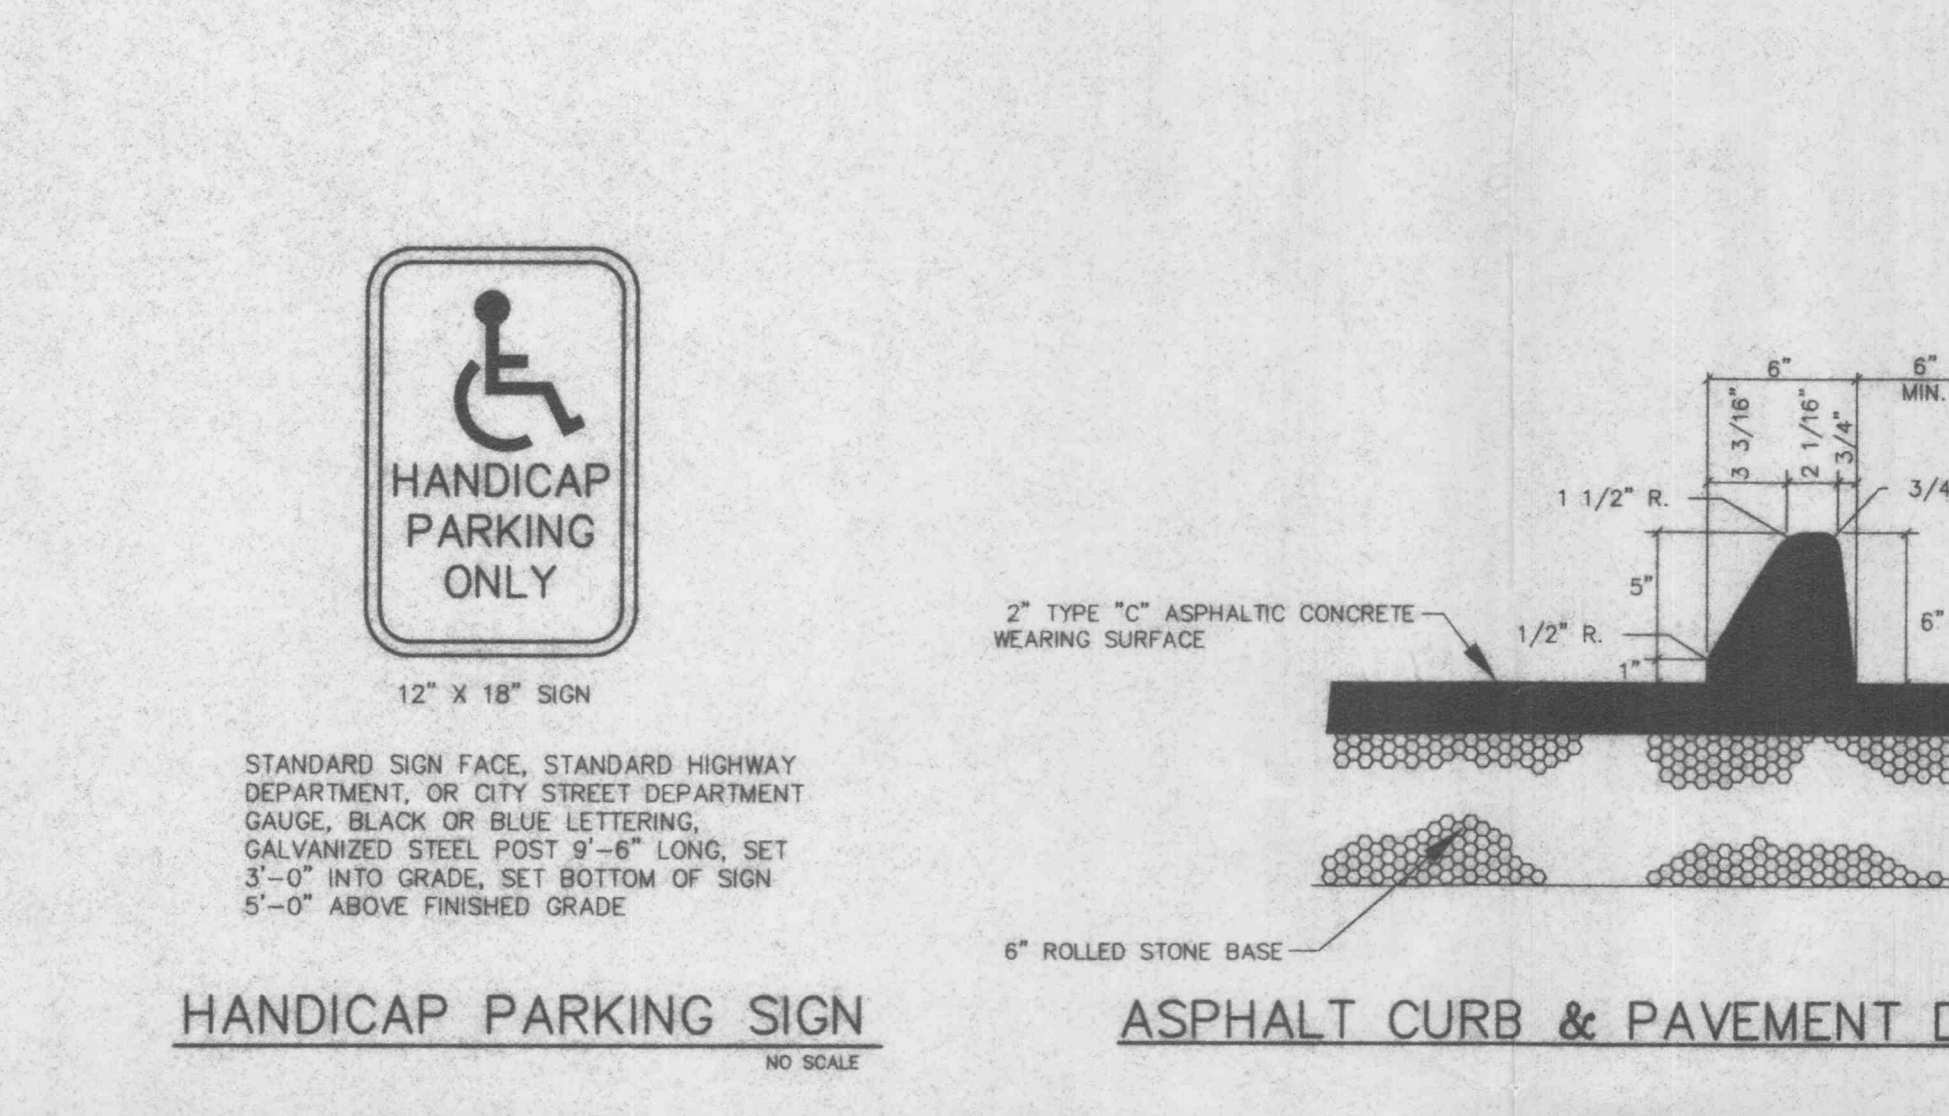 HANDICAP
PARKING
ONLY
12" X 18" SIGN
STANDARD SIGN FACE, STANDARD HIGHWAY
DEPARTMENT, OR CITY STREET DEPARTMENT
GAUGE, BLACK OR BLUE LETTERING,
GALVANIZED STEEL POST 9'-6" LONG, SET
3'-0" INTO GRADE, SET BOTTOM OF SIGN
5'-0" ABOVE FINISHED GRADE
HANDICAP PARKING SIGN
NO SCALE
6"
6"
MIN.
3 3/16"
2 1/16"
3/4"
1 1/2" R.
3/4
5"
1/2" R.
1"
6"
2" TYPE "C" ASPHALTIC CONCRETE
WEARING SURFACE
6" ROLLED STONE BASE
ASPHALT CURB & PAVEMENT D